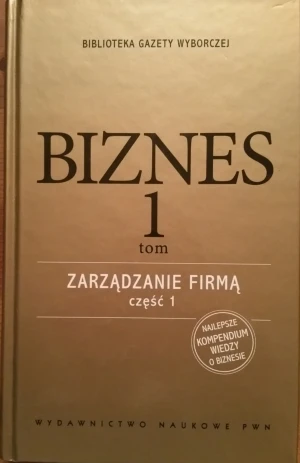 BIBLIOTEKA GAZETY WYBORCZEJ
BIZNES
1
tom
ZARZĄDZANIE FIRMĄ
część 1
NAJLEPSZE
KOMPENDIUM
WIEDZY
O BIZNESIE
WYDAWNICTWO NAUKOWE PWN